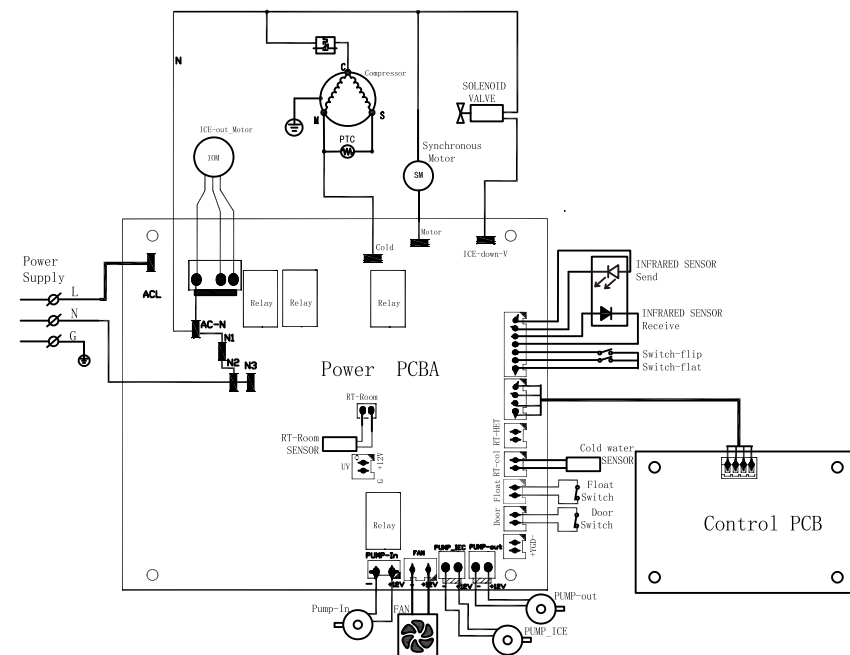 N
C
Compressor
M
S
PTC
SOLENOID
VALVE
ICE-out_Motor
IOM
Synchronous
Motor
SM
Motor
Cold
ICE-down-V
Power
Supply
L
N
G
ACL
Relay
Relay
Relay
AC-N
N1
N2
N3
Power PCBA
INFRARED SENSOR
Send
INFRARED SENSOR
Receive
Switch-flip
Switch-flat
RT-Room
RT-Room
SENSOR
UV
G +12V
RT-HET
RT-col
Cold water
SENSOR
Float
Float
Switch
Door
Door
Switch
+YGD-
Relay
Control PCB
PUMP-In
FAN
PUMP_IEC
PUMP-out
- +12V
- +12V
- +12V
- +12V
Pump-In
FAN
PUMP-out
PUMP_ICE